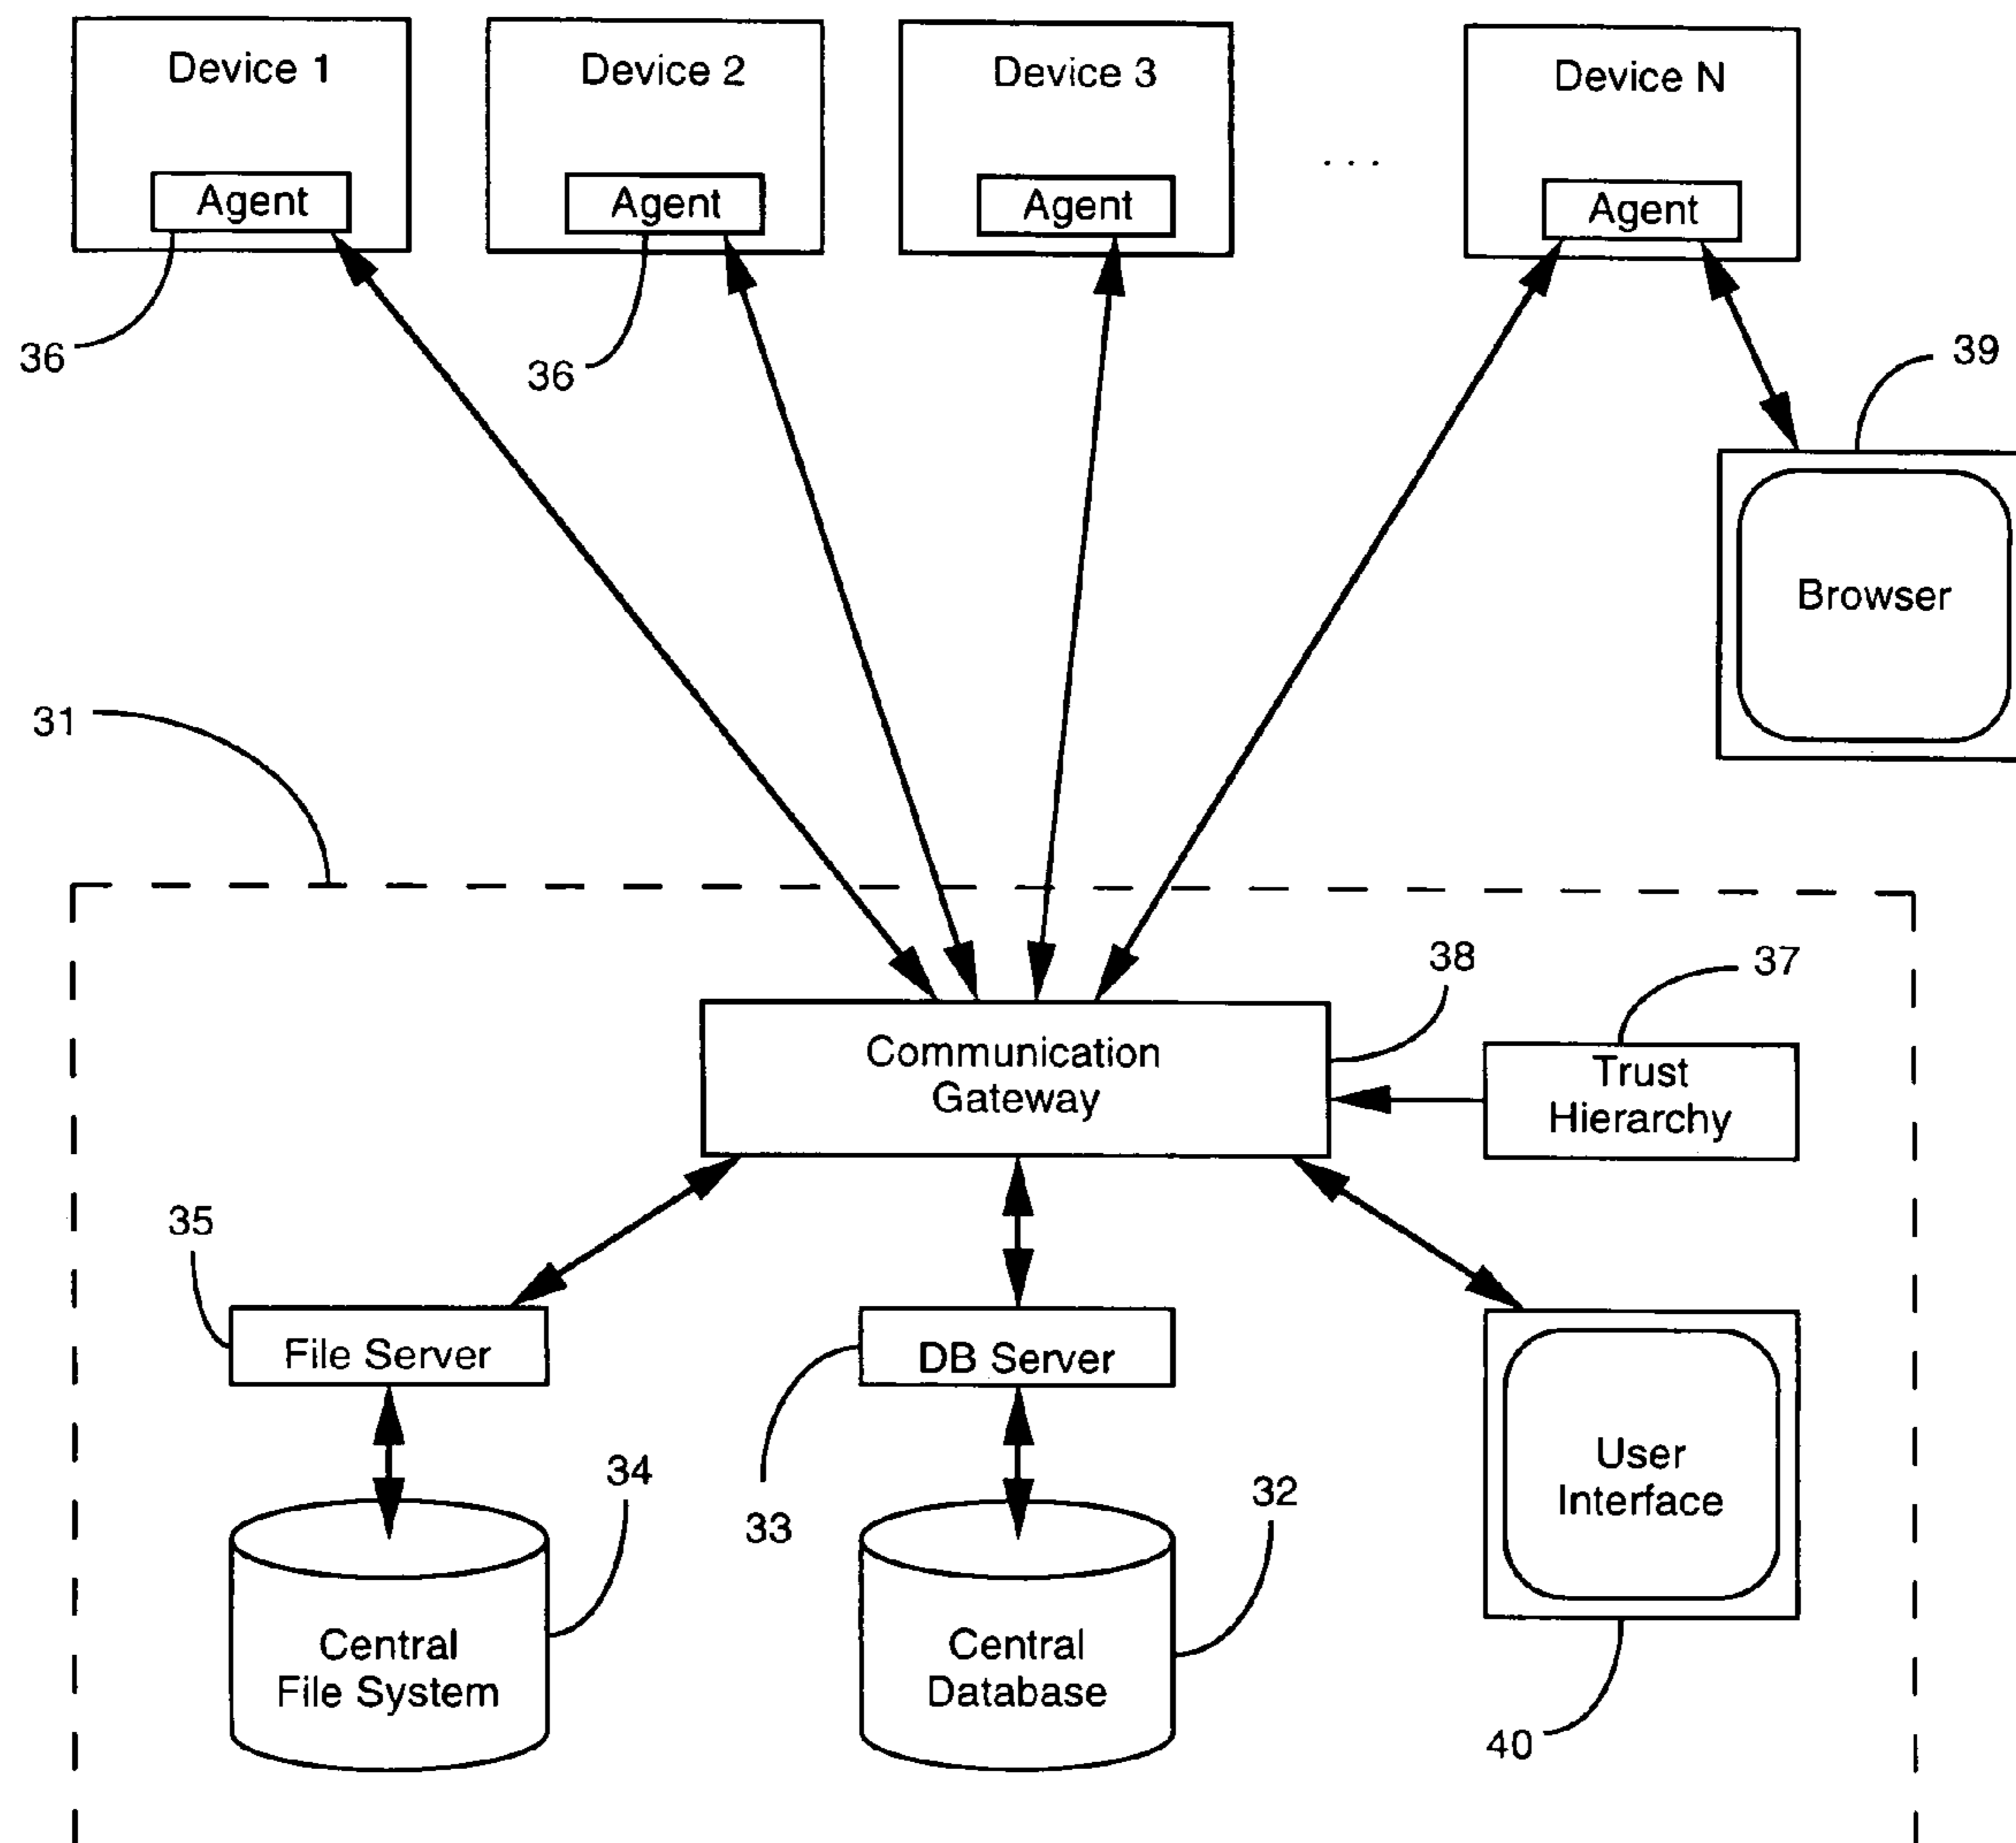 Device 1
Device 2
Device 3
Device N
. . .
Agent
Agent
Agent
Agent
36
36
39
Browser
31
38
37
Communication
Gateway
Trust
Hierarchy
35
File Server
DB Server
34
33
32
User
Interface
Central
File System
Central
Database
40